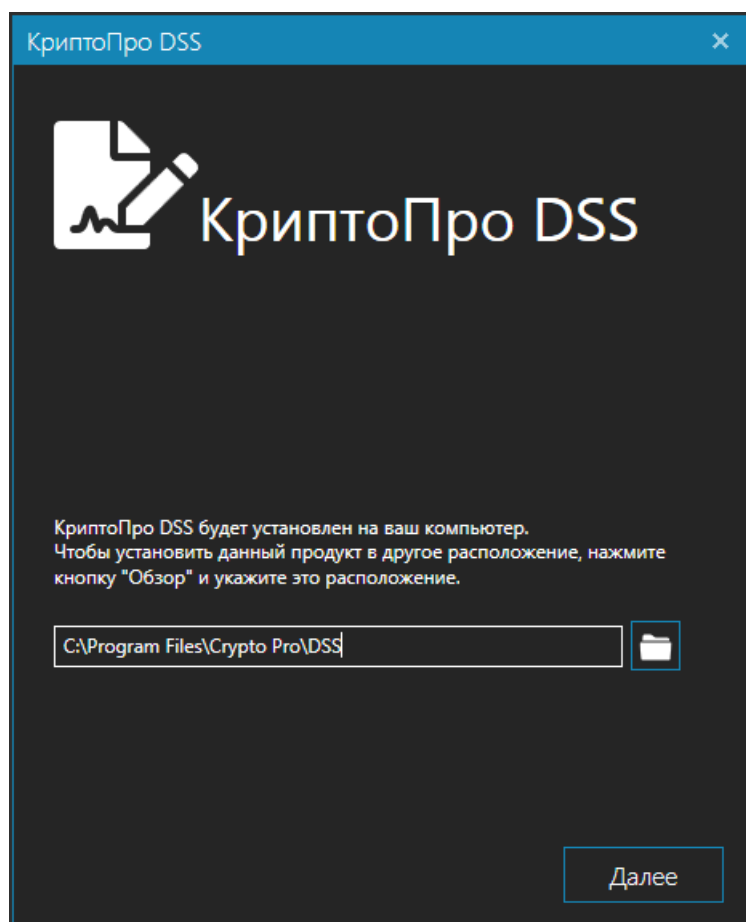 КриптоПро DSS
КриптоПро DSS
КриптоПро DSS будет установлен на ваш компьютер.
Чтобы установить данный продукт в другое расположение, нажмите
кнопку "Обзор" и укажите это расположение.
C:\Program Files\Crypto Pro\DSS
Далее